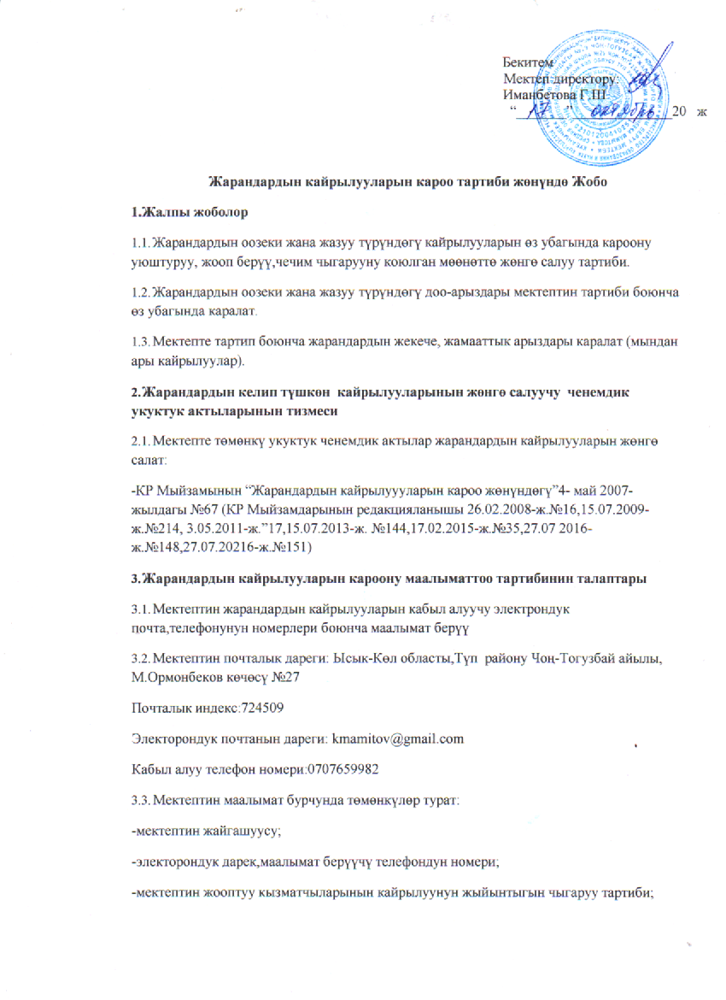 Бекитем
Мектеп директору:
Иманбетова Г.Ш
“ 17 ” октябрь 20 ж
Жарандардын кайрылууларын кароо тартиби жөнүндө Жобо
1.Жалпы жоболор
1.1.Жарандардын оозеки жана жазуу түрүндөгү кайрылууларын өз убагында кароону
уюштуруу, жооп берүү,чечим чыгарууну коюлган мөөнөттө жөнгө салуу тартиби.
1.2.Жарандардын оозеки жана жазуу түрүндөгү доо-арыздары мектептин тартиби боюнча
өз убагында каралат.
1.3. Мектепте тартип боюнча жарандардын жекече, жамааттык арыздары каралат (мындан
ары кайрылуулар).
2.Жарандардын келип түшкөн кайрылууларынын жөнгө салуучу ченемдик
укуктук актыларынын тизмеси
2.1. Мектепте төмөнкү укуктук ченемдик актылар жарандардын кайрылууларын жөнгө
салат:
-КР Мыйзамынын “Жарандардын кайрылуууларын кароо жөнүндөгү”4- май 2007-
жылдагы №67 (КР Мыйзамдарынын редакцияланышы 26.02.2008-ж.№16,15.07.2009-
ж.№214, 3.05.2011-ж.”17,15.07.2013-ж. №144,17.02.2015-ж.№35,27.07 2016-
ж.№148,27.07.20216-ж.№151)
3.Жарандардын кайрылууларын кароону маалыматтоо тартибинин талаптары
3.1. Мектептин жарандардын кайрылууларын кабыл алуучу электрондук
почта,телефонунун номерлери боюнча маалымат берүү
3.2. Мектептин почталык дареги: Ысык-Көл областы,Түп району Чоң-Тогузбай айылы,
М.Ормонбеков көчөсү №27
Почталык индекс:724509
Электорондук почтанын дареги: kmamitov@gmail.com
Кабыл алуу телефон номери:0707659982
3.3. Мектептин маалымат бурчунда төмөнкүлөр турат:
-мектептин жайгашуусу;
-электорондук дарек,маалымат берүүчү телефондун номери;
-мектептин жооптуу кызматчыларынын кайрылуунун жыйынтыгын чыгаруу тартиби;